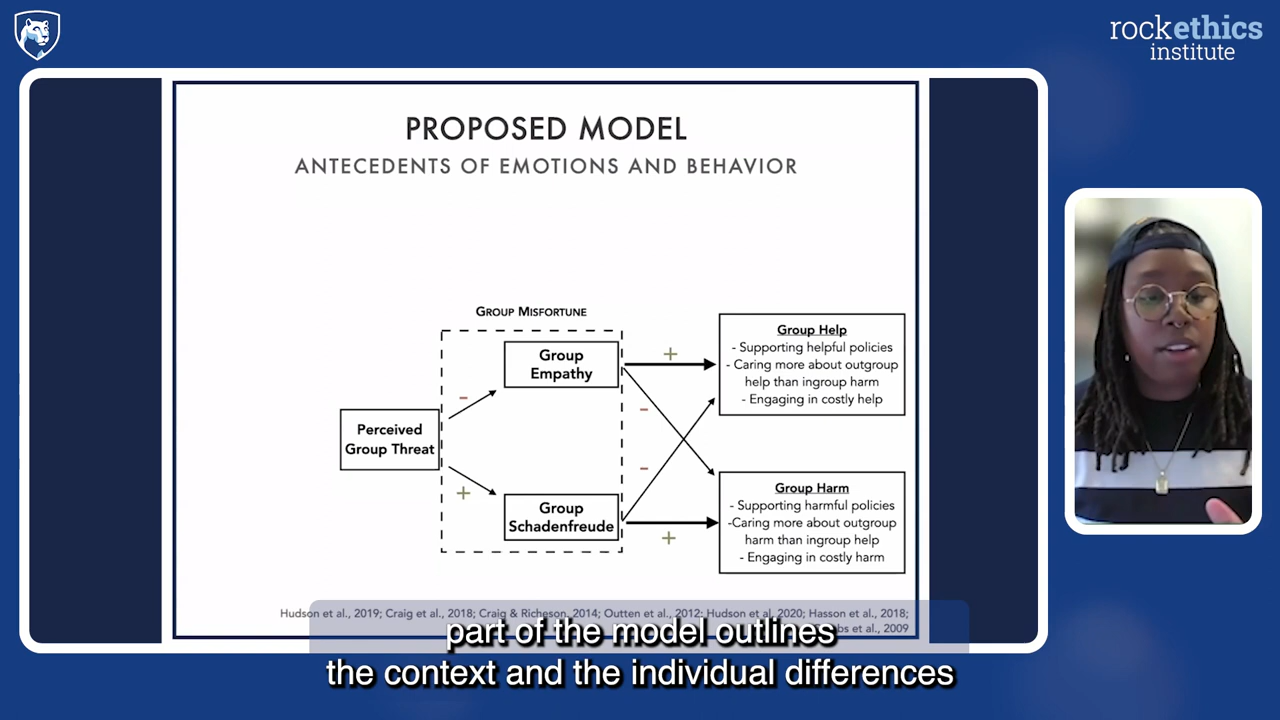 rockethics
institute
PROPOSED MODEL
ANTECEDENTS OF EMOTIONS AND BEHAVIOR
GROUP MISFORTUNE
Group
Empathy
Perceived
Group Threat
Group
Schadenfreude
-
+
+
-
-
+
Group Help
- Supporting helpful policies
- Caring more about outgroup
help than ingroup harm
- Engaging in costly help
Group Harm
- Supporting harmful policies
-Caring more about outgroup
harm than ingroup help
- Engaging in costly harm
Hudson et al., 2019; Craig et al., 2018; Craig & Richeson, 2014; Outten et al., 2012; Hudson et al, 2020; Hasson et al., 2018;
et al., 2009
part of the model outlines
the context and the individual differences